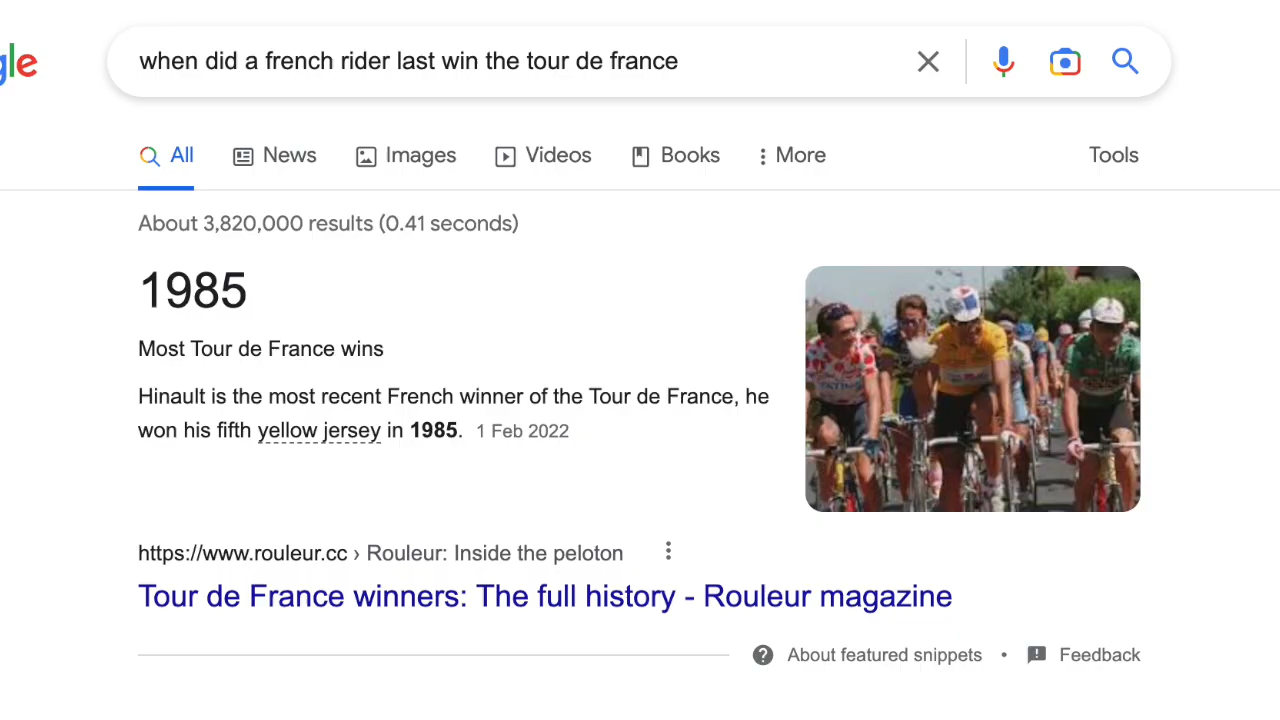 gle
when did a french rider last win the tour de france
All News Images Videos Books More Tools
About 3,820,000 results (0.41 seconds)
1985
Most Tour de France wins
Hinault is the most recent French winner of the Tour de France, he
won his fifth yellow jersey in 1985. 1 Feb 2022
https://www.rouleur.cc › Rouleur: Inside the peloton
Tour de France winners: The full history - Rouleur magazine
About featured snippets • Feedback